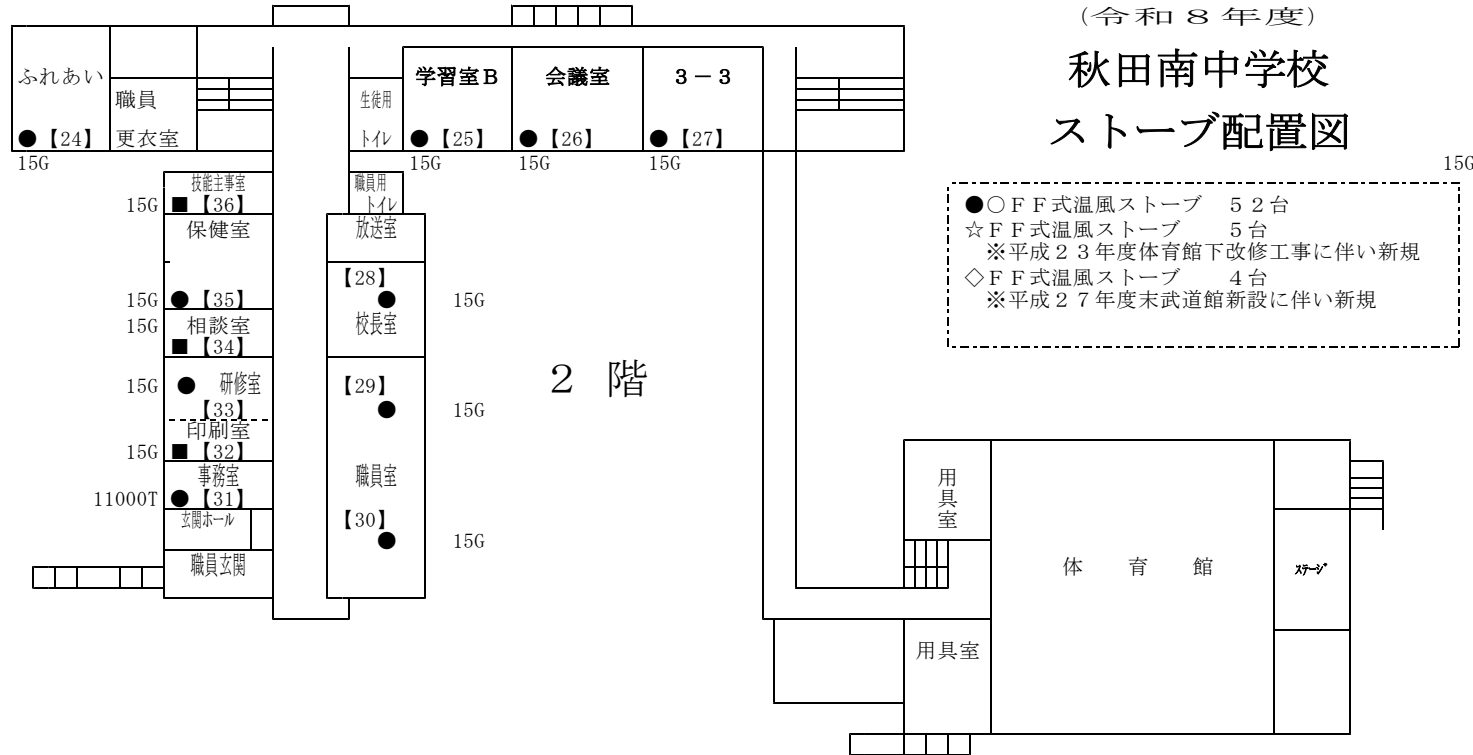 (令和８年度)
秋田南中学校
ストーブ配置図
15G
●○ＦＦ式温風ストーブ　５２台
☆ＦＦ式温風ストーブ　　５台
※平成２３年度体育館下改修工事に伴い新規
◇ＦＦ式温風ストーブ　　４台
※平成２７年度末武道館新設に伴い新規
ふれあい
●【24】
15G
職員
更衣室
生徒用
トイレ
学習室Ｂ
●【25】
15G
会議室
●【26】
15G
３－３
●【27】
15G
技能主事室
15G ■【36】
保健室
15G ●【35】
15G 相談室
■【34】
15G ● 研修室
【33】
印刷室
15G ■【32】
事務室
11000T ●【31】
玄関ホール
職員玄関
職員用
トイレ
放送室
【28】
● 15G
校長室
【29】
● 15G
職員室
【30】
● 15G
２　階
用具室
体　育　館
ステージ
用具室